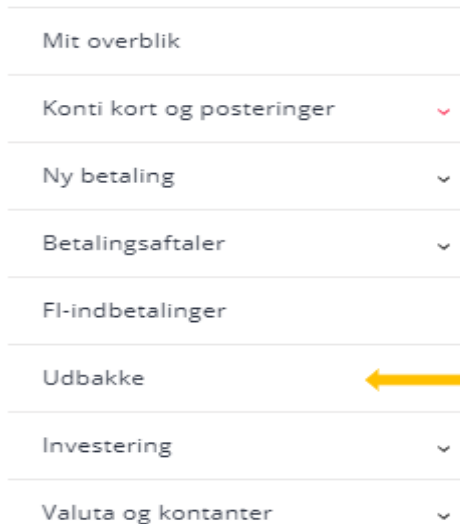 Mit overblik
Konti kort og posteringer
Ny betaling
Betalingsaftaler
FI-indbetalinger
Udbakke
Investering
Valuta og kontanter